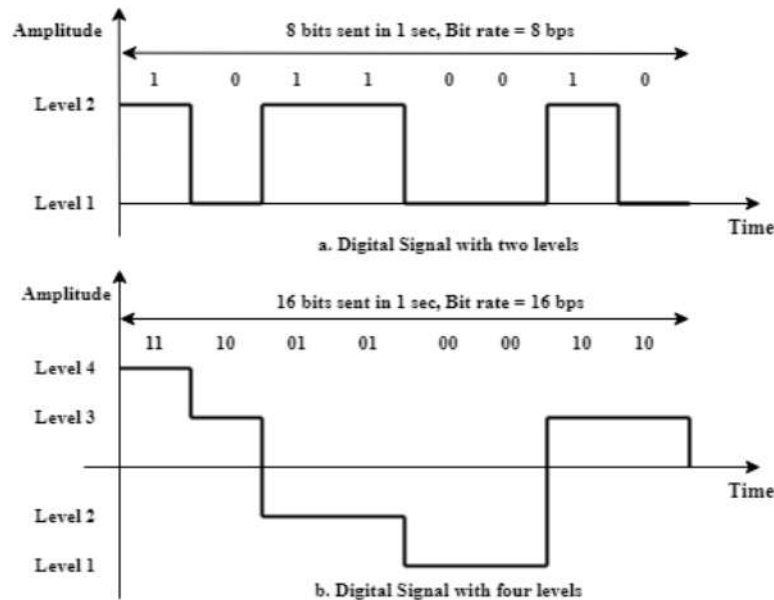 Amplitude
8 bits sent in 1 sec, Bit rate = 8 bps
1 0 1 1 0 0 1 0
Level 2
Level 1
Time
a. Digital Signal with two levels
Amplitude
16 bits sent in 1 sec, Bit rate = 16 bps
11 10 01 01 00 00 10 10
Level 4
Level 3
Time
Level 2
Level 1
b. Digital Signal with four levels